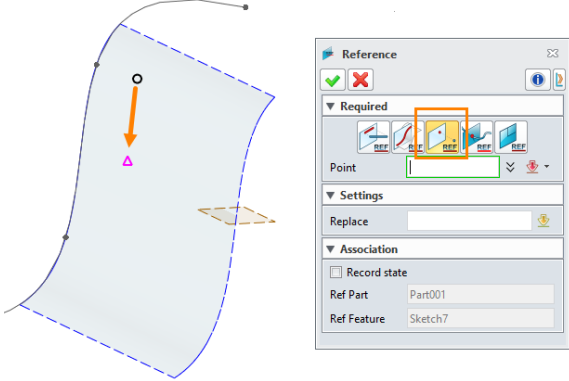 Reference
Required
REF REF REF REF REF
Point
Settings
Replace
Association
Record state
Ref Part Part001
Ref Feature Sketch7